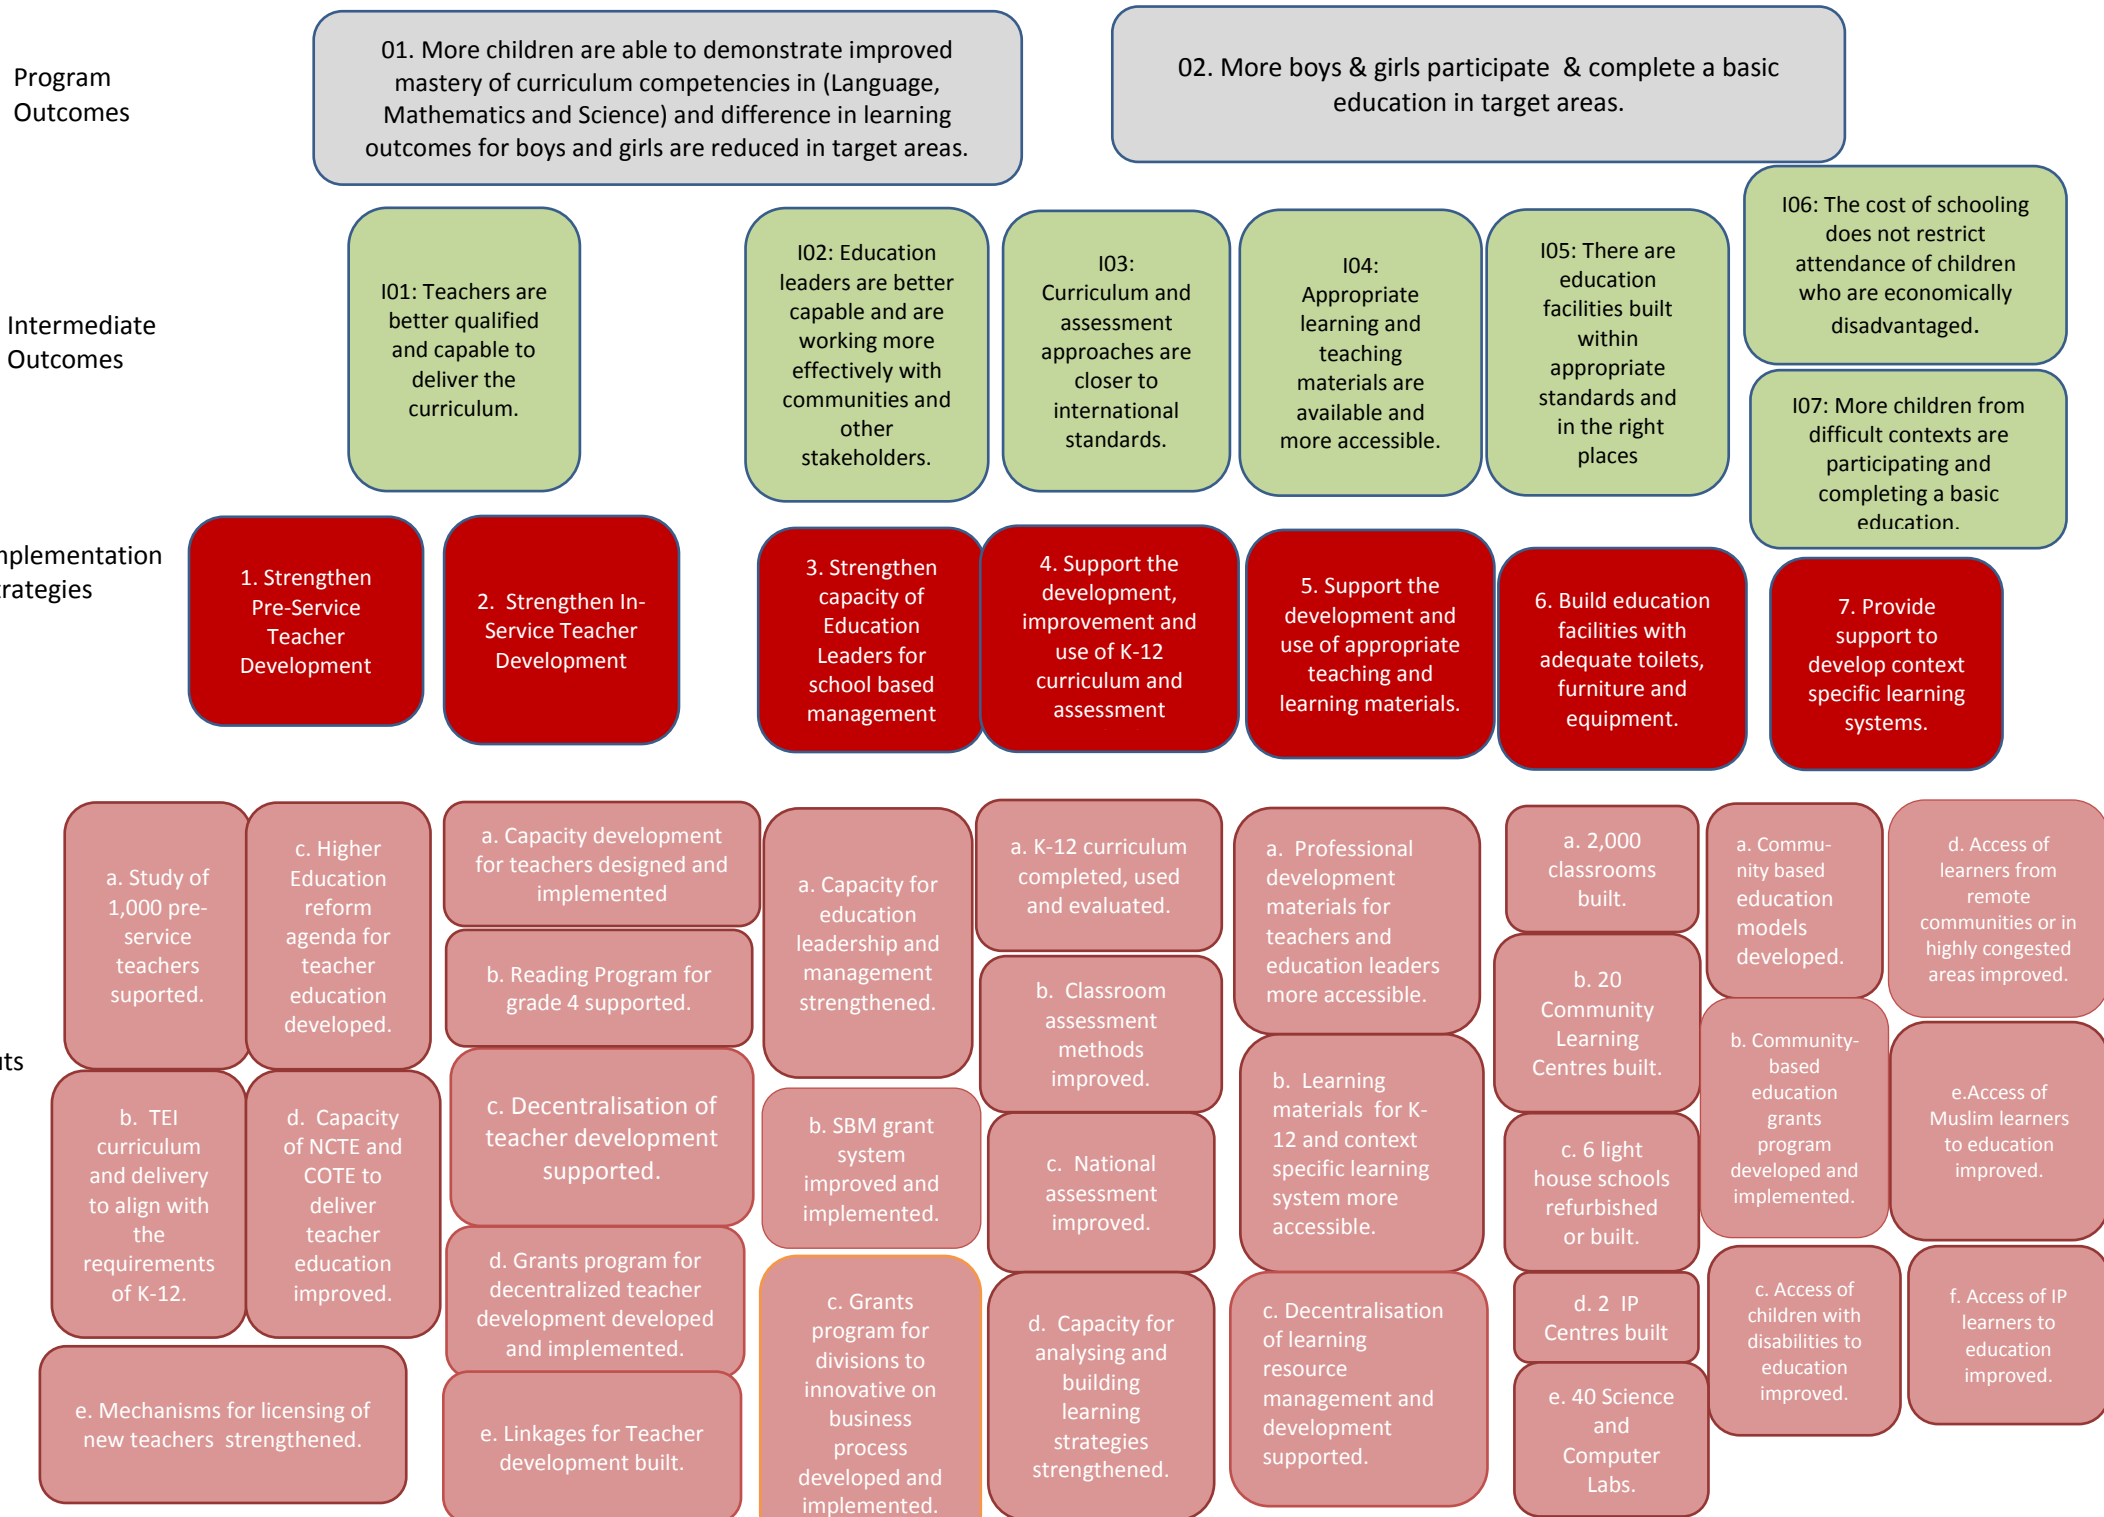 Program
Outcomes
01. More children are able to demonstrate improved
mastery of curriculum competencies in (Language,
Mathematics and Science) and difference in learning
outcomes for boys and girls are reduced in target areas.
02. More boys & girls participate  & complete a basic
education in target areas.
Intermediate
Outcomes
I01: Teachers are
better qualified
and capable to
deliver the
curriculum.
I02: Education
leaders are better
capable and are
working more
effectively with
communities and
other
stakeholders.
I03:
Curriculum and
assessment
approaches are
closer to
international
standards.
I04:
Appropriate
learning and
teaching
materials are
available and
more accessible.
I05: There are
education
facilities built
within
appropriate
standards and
in the right
places
I06: The cost of schooling
does not restrict
attendance of children
who are economically
disadvantaged.
I07: More children from
difficult contexts are
participating and
completing a basic
education.
mplementation
trategies
1. Strengthen
Pre-Service
Teacher
Development
2.  Strengthen In-
Service Teacher
Development
3. Strengthen
capacity of
Education
Leaders for
school based
management
4. Support the
development,
improvement and
use of K-12
curriculum and
assessment
5. Support the
development and
use of appropriate
teaching and
learning materials.
6. Build education
facilities with
adequate toilets,
furniture and
equipment.
7. Provide
support to
develop context
specific learning
systems.
uts
a. Study of
1,000 pre-
service
teachers
suported.
c. Higher
Education
reform
agenda for
teacher
education
developed.
b.  TEI
curriculum
and delivery
to align with
the
requirements
of K-12.
d.  Capacity
of NCTE and
COTE to
deliver
teacher
education
improved.
e. Mechanisms for licensing of
new teachers  strengthened.
a. Capacity development
for teachers designed and
implemented
b. Reading Program for
grade 4 supported.
c. Decentralisation of
teacher development
supported.
d. Grants program for
decentralized teacher
development developed
and implemented.
e. Linkages for Teacher
development built.
a. Capacity for
education
leadership and
management
strengthened.
b. SBM grant
system
improved and
implemented.
c. Grants
program for
divisions to
innovative on
business
process
developed and
implemented.
a. K-12 curriculum
completed, used
and evaluated.
b.  Classroom
assessment
methods
improved.
c.  National
assessment
improved.
d.  Capacity for
analysing and
building
learning
strategies
strengthened.
a.  Professional
development
materials for
teachers and
education leaders
more accessible.
b.  Learning
materials  for K-
12 and context
specific learning
system more
accessible.
c. Decentralisation
of learning
resource
management and
development
supported.
a. 2,000
classrooms
built.
b. 20
Community
Learning
Centres built.
c. 6 light
house schools
refurbished
or built.
d. 2  IP
Centres built
e. 40 Science
and
Computer
Labs.
a. Commu-
nity based
education
models
developed.
b. Community-
based
education
grants
program
developed and
implemented.
c. Access of
children with
disabilities to
education
improved.
d. Access of
learners from
remote
communities or in
highly congested
areas improved.
e.Access of
Muslim learners
to education
improved.
f. Access of IP
learners to
education
improved.